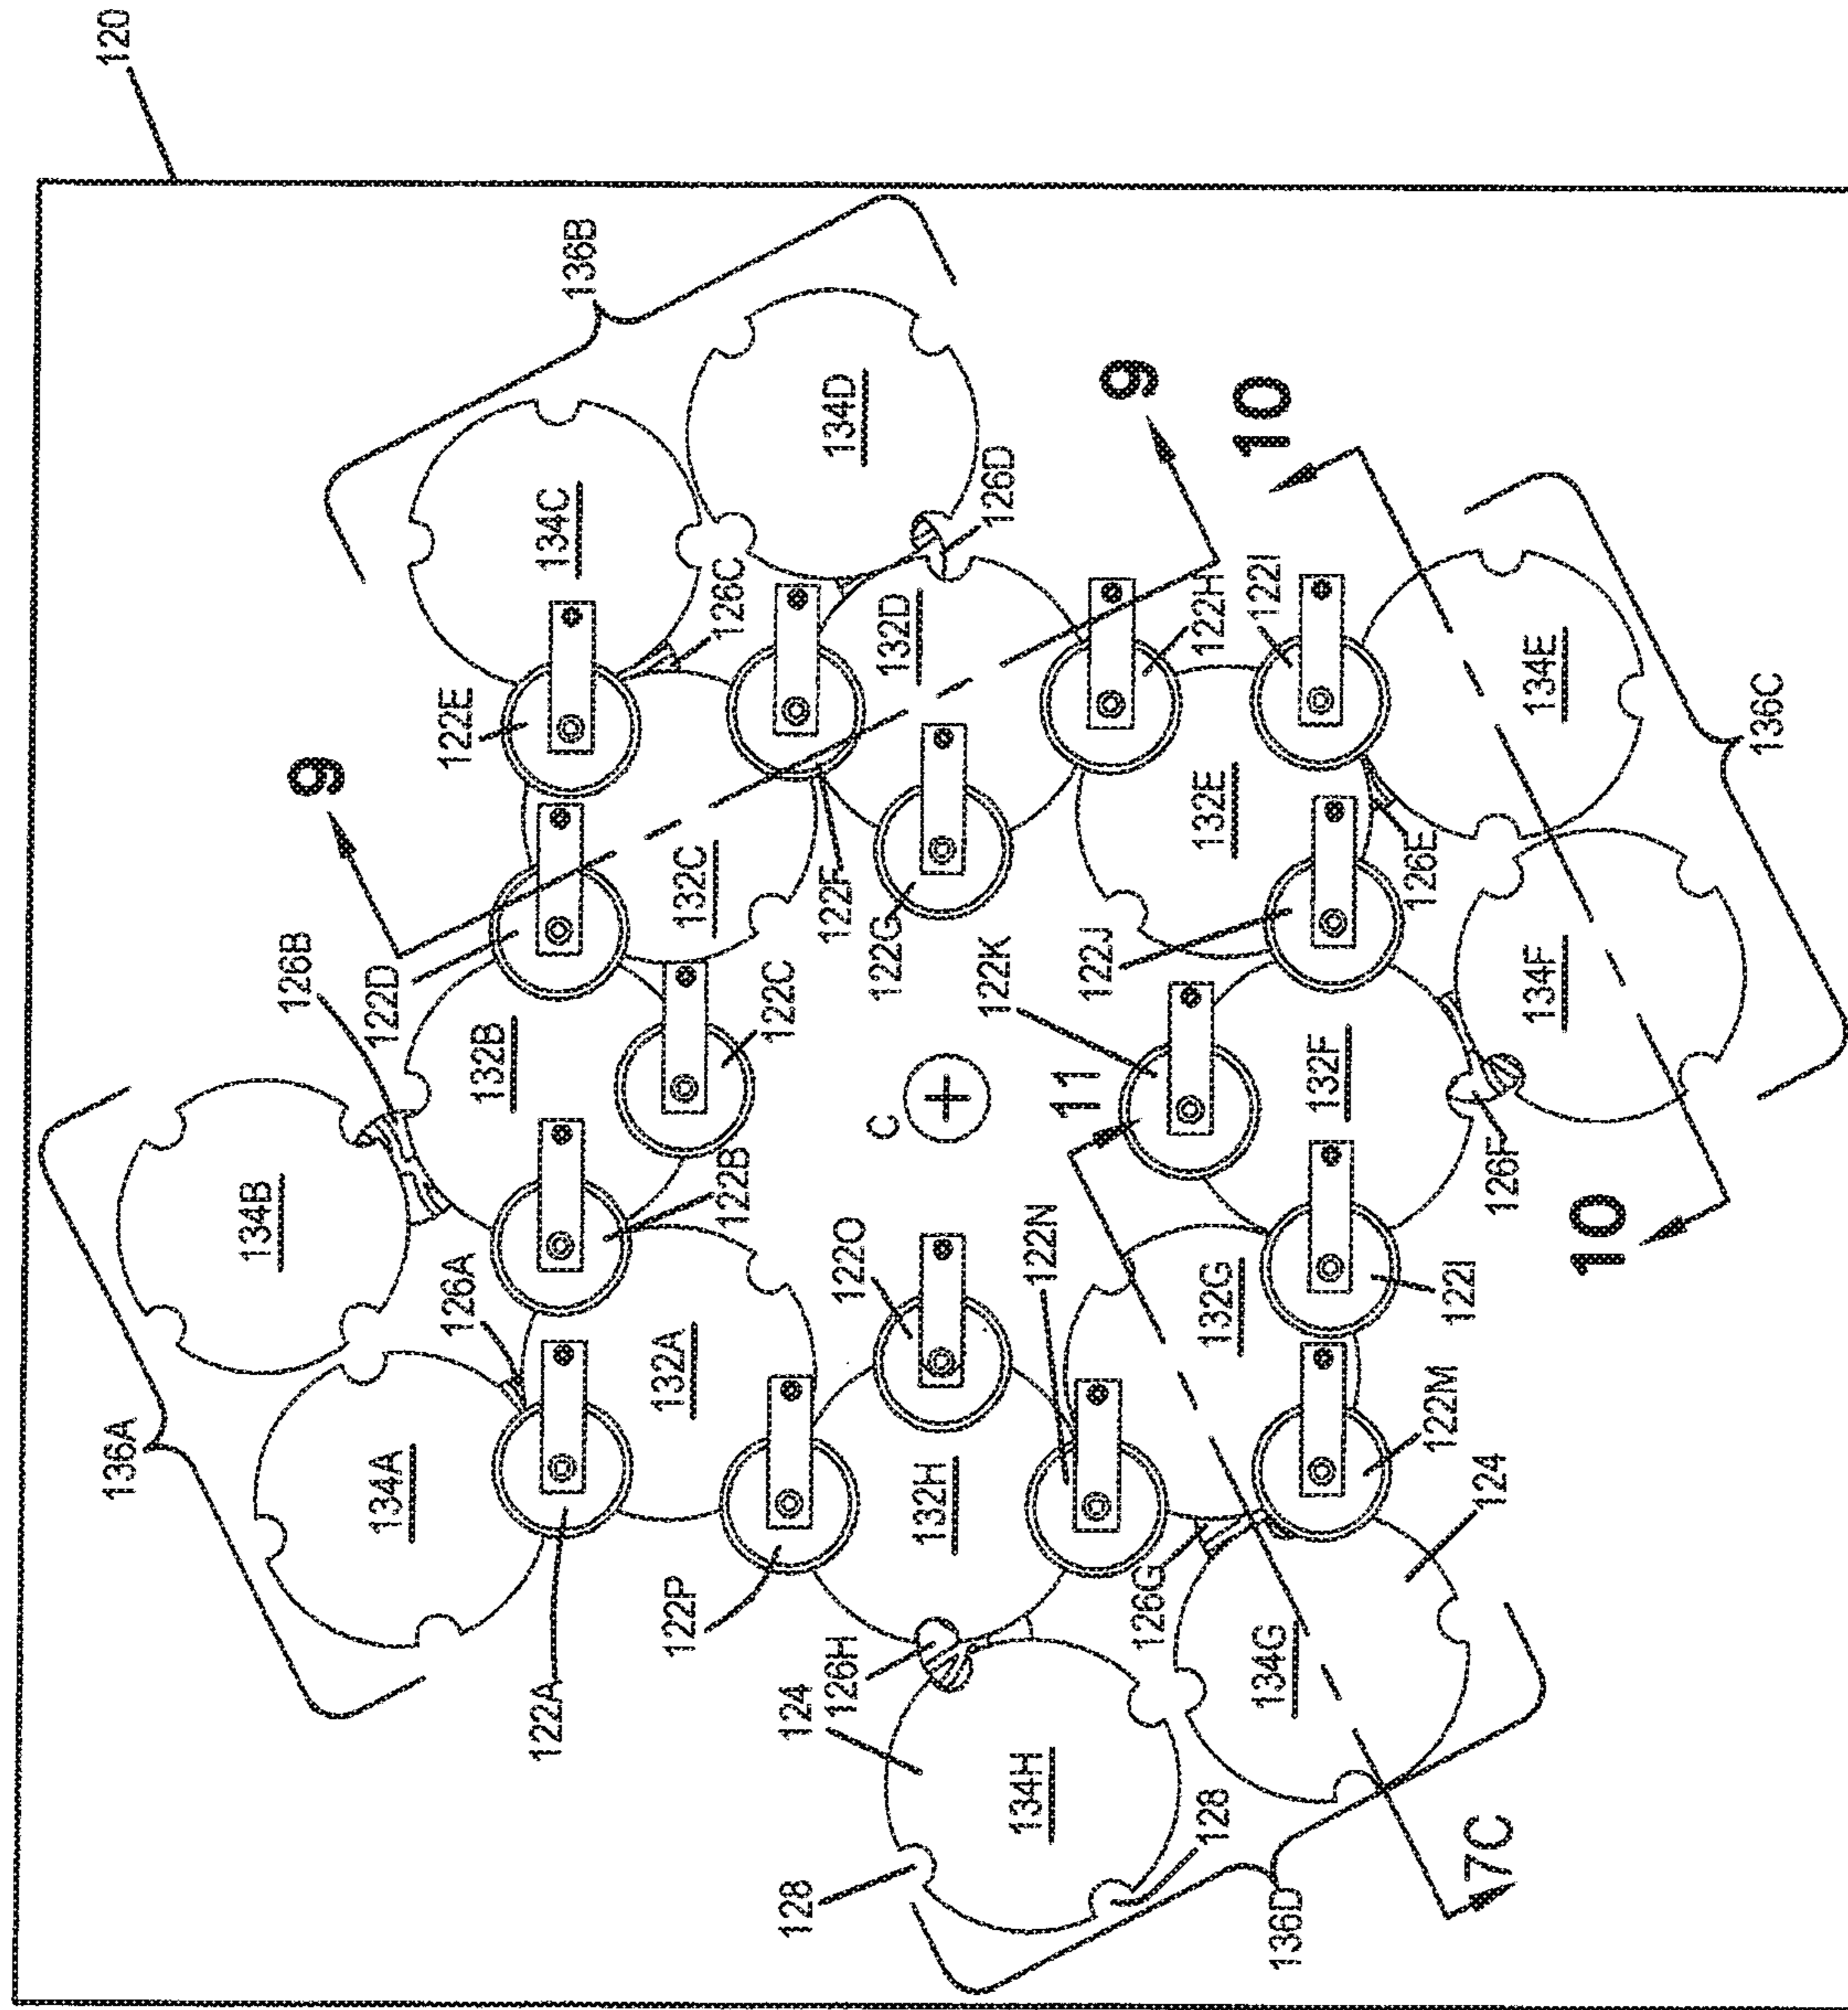 120
136A
134A
134B
126A
126B
122A
122B
132A
132B
122D
122C
9
122E
134C
126C
132C
122F
136B
134D
126D
132D
122G
9
10
122H
122I
132E
122J
126E
134E
136C
134F
122K
132F
126F
10
C
11
122O
122N
132G
122I
122M
124
122P
132H
126G
126H
124
134H
134G
128
128
136D
7C